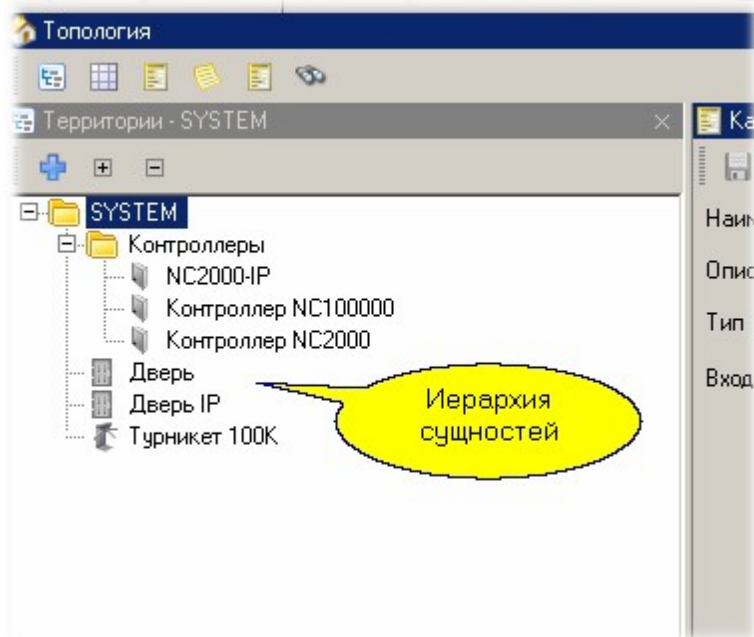 Топология
Территории - SYSTEM
SYSTEM
Контроллеры
NC2000-IP
Контроллер NC100000
Контроллер NC2000
Дверь
Дверь IP
Турникет 100K
Иерархия
сущностей
Ка
Наим
Опис
Тип
Вход